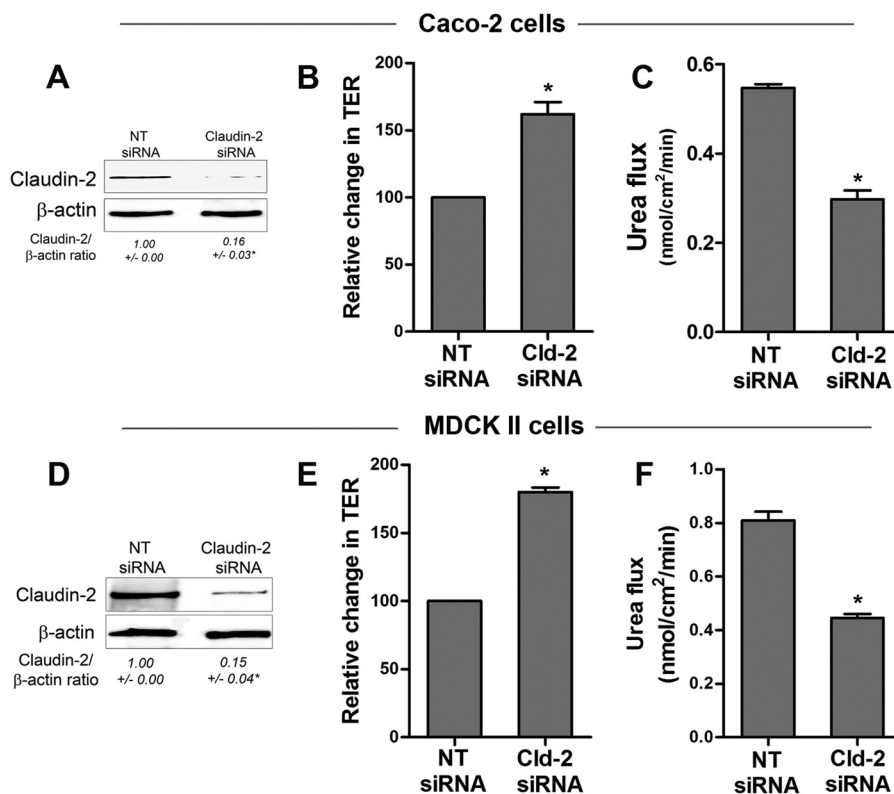 Caco-2 cells
A
NT
siRNA
Claudin-2
siRNA
Claudin-2
β-actin
Claudin-2/
β-actin ratio
1.00
+/- 0.00
0.16
+/- 0.03*
B
Relative change in TER
200
150
100
50
0
*
NT
siRNA
Cld-2
siRNA
C
Urea flux
(nmol/cm²/min)
0.6
0.4
0.2
0.0
*
NT
siRNA
Cld-2
siRNA
MDCK II cells
D
NT
siRNA
Claudin-2
siRNA
Claudin-2
β-actin
Claudin-2/
β-actin ratio
1.00
+/- 0.00
0.15
+/- 0.04*
E
Relative change in TER
200
150
100
50
0
*
NT
siRNA
Cld-2
siRNA
F
Urea flux
(nmol/cm²/min)
1.0
0.8
0.6
0.4
0.2
0.0
*
NT
siRNA
Cld-2
siRNA